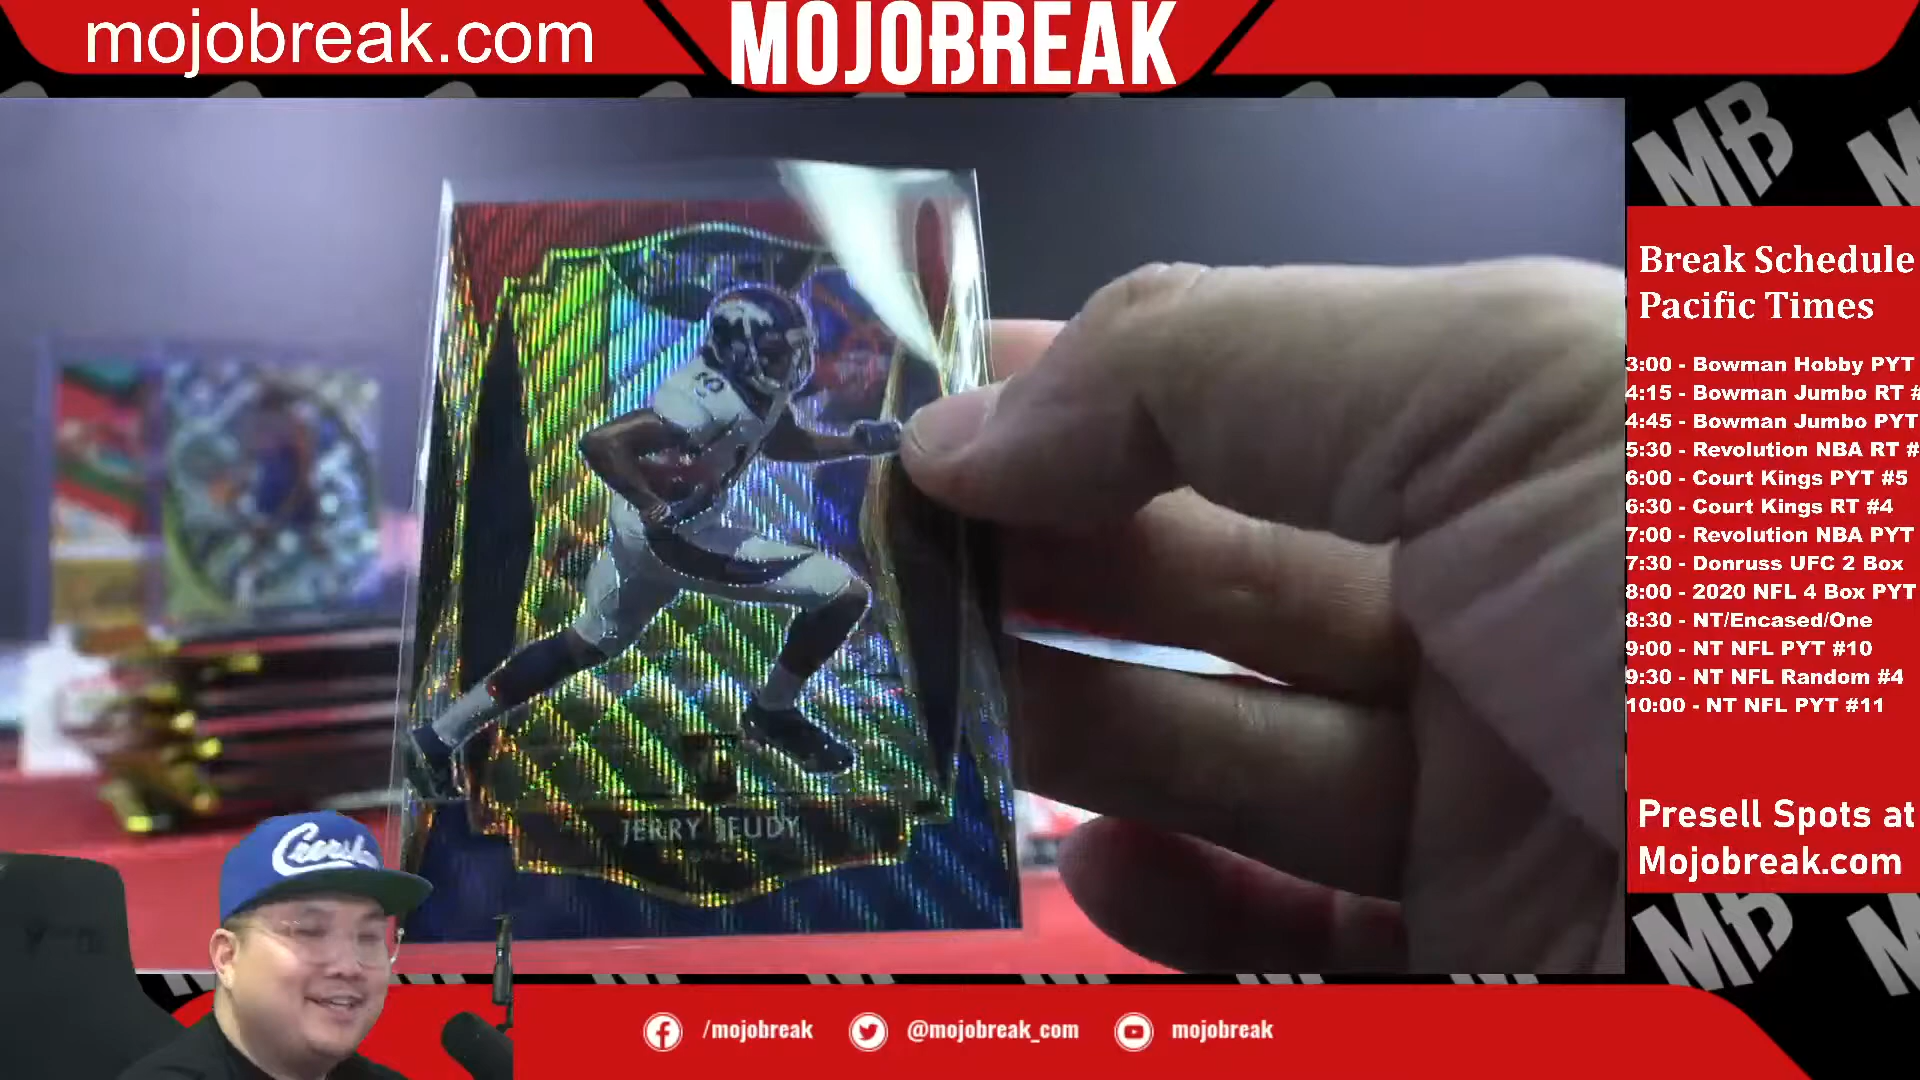 mojobreak.com
MOJOBREAK
MB
Break Schedule
Pacific Times
3:00 - Bowman Hobby PYT
4:15 - Bowman Jumbo RT #
4:45 - Bowman Jumbo PYT
5:30 - Revolution NBA RT #
6:00 - Court Kings PYT #5
6:30 - Court Kings RT #4
7:00 - Revolution NBA PYT
7:30 - Donruss UFC 2 Box
8:00 - 2020 NFL 4 Box PYT
8:30 - NT/Encased/One
9:00 - NT NFL PYT #10
9:30 - NT NFL Random #4
10:00 - NT NFL PYT #11
JERRY JEUDY
Presell Spots at
Mojobreak.com
MB
/mojobreak
@mojobreak_com
mojobreak